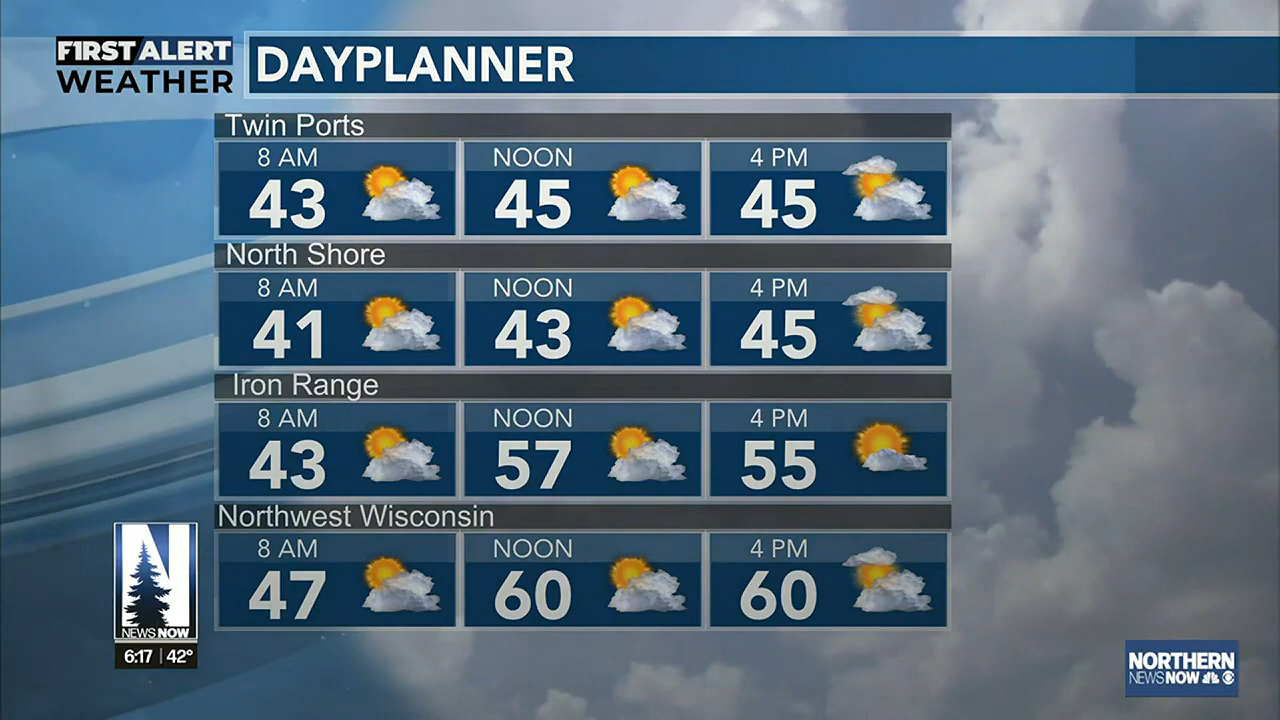 FIRST ALERT
WEATHER
DAYPLANNER
Twin Ports
8 AM NOON 4 PM
43 45 45
North Shore
8 AM NOON 4 PM
41 43 45
Iron Range
8 AM NOON 4 PM
43 57 55
Northwest Wisconsin
8 AM NOON 4 PM
47 60 60
N
NEWS NOW
6:17 | 42°
NORTHERN
NEWS NOW